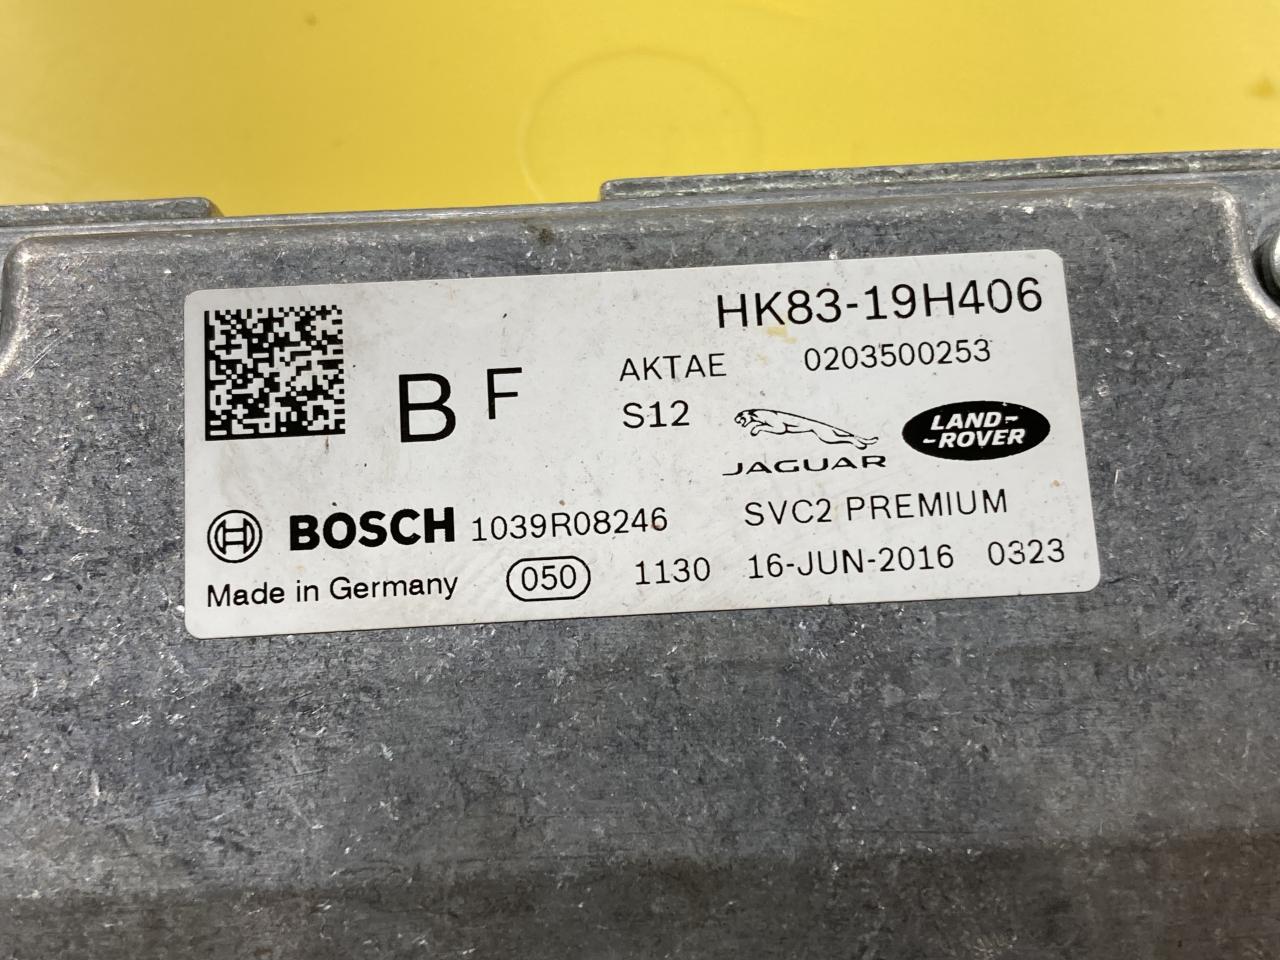 HK83-19H406
B F
AKTAE 0203500253
S12
JAGUAR
LAND-
-ROVER
BOSCH 1039R08246 SVC2 PREMIUM
Made in Germany 050 1130 16-JUN-2016 0323